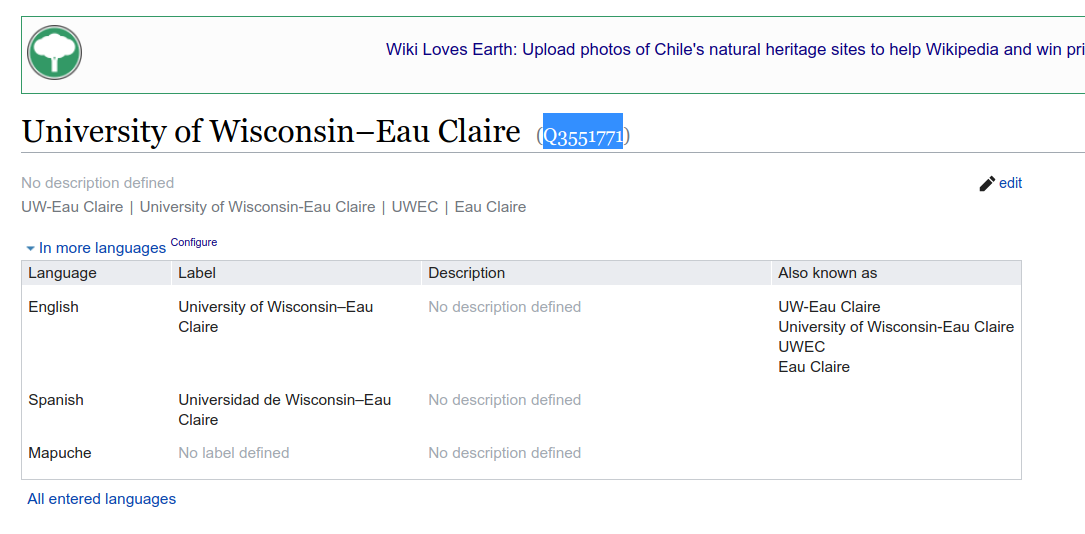 Wiki Loves Earth: Upload photos of Chile's natural heritage sites to help Wikipedia and win pri
University of Wisconsin–Eau Claire (Q3551771)
No description defined
edit
UW-Eau Claire | University of Wisconsin-Eau Claire | UWEC | Eau Claire
In more languages Configure
Language Label Description Also known as
English University of Wisconsin–Eau Claire No description defined UW-Eau Claire
University of Wisconsin-Eau Claire
UWEC
Eau Claire
Spanish Universidad de Wisconsin–Eau Claire No description defined
Mapuche No label defined No description defined
All entered languages